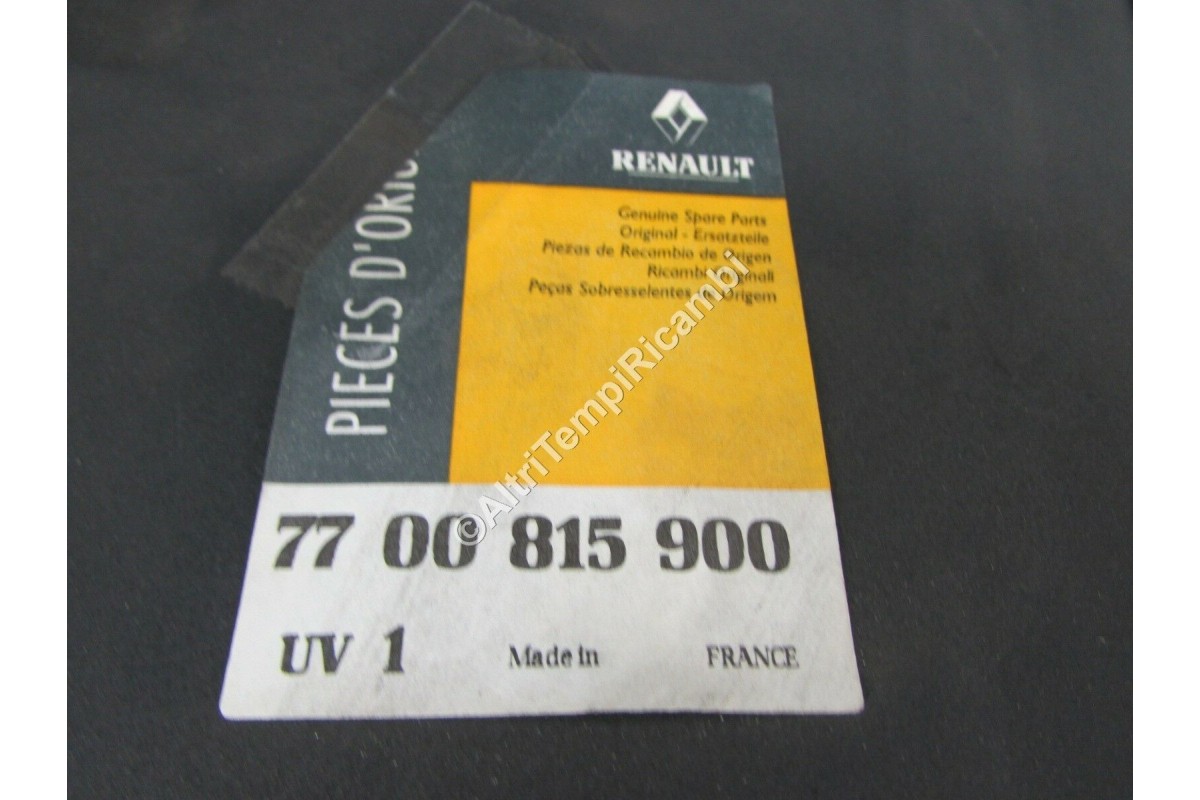 RENAULT
PIECES D'ORIG
Genuine Spare Parts
Original - Ersatzteile
Piezas de Recambio de Origen
Ricambi Originali
Peças Sobresselentes de Origem
©AltriTempiRicambi
77 00 815 900
UV 1 Made in FRANCE